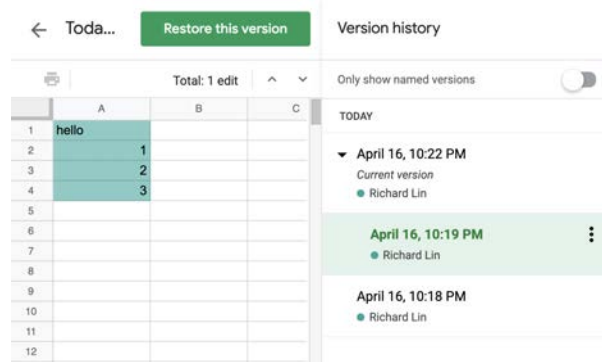 Toda...
Restore this version
Version history
Total: 1 edit
Only show named versions
A B C
TODAY
1 hello
2 1
3 2
4 3
5
6
7
8
9
10
11
12
April 16, 10:22 PM
Current version
Richard Lin
April 16, 10:19 PM
Richard Lin
April 16, 10:18 PM
Richard Lin